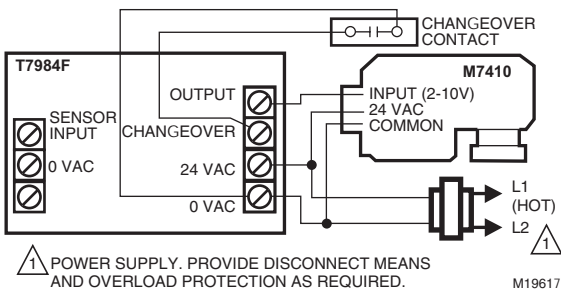 CHANGEOVER
CONTACT
T7984F
M7410
OUTPUT
INPUT (2-10V)
24 VAC
COMMON
SENSOR
INPUT
CHANGEOVER
0 VAC
24 VAC
0 VAC
L1
(HOT)
L2
1
1 POWER SUPPLY. PROVIDE DISCONNECT MEANS
AND OVERLOAD PROTECTION AS REQUIRED.
M19617